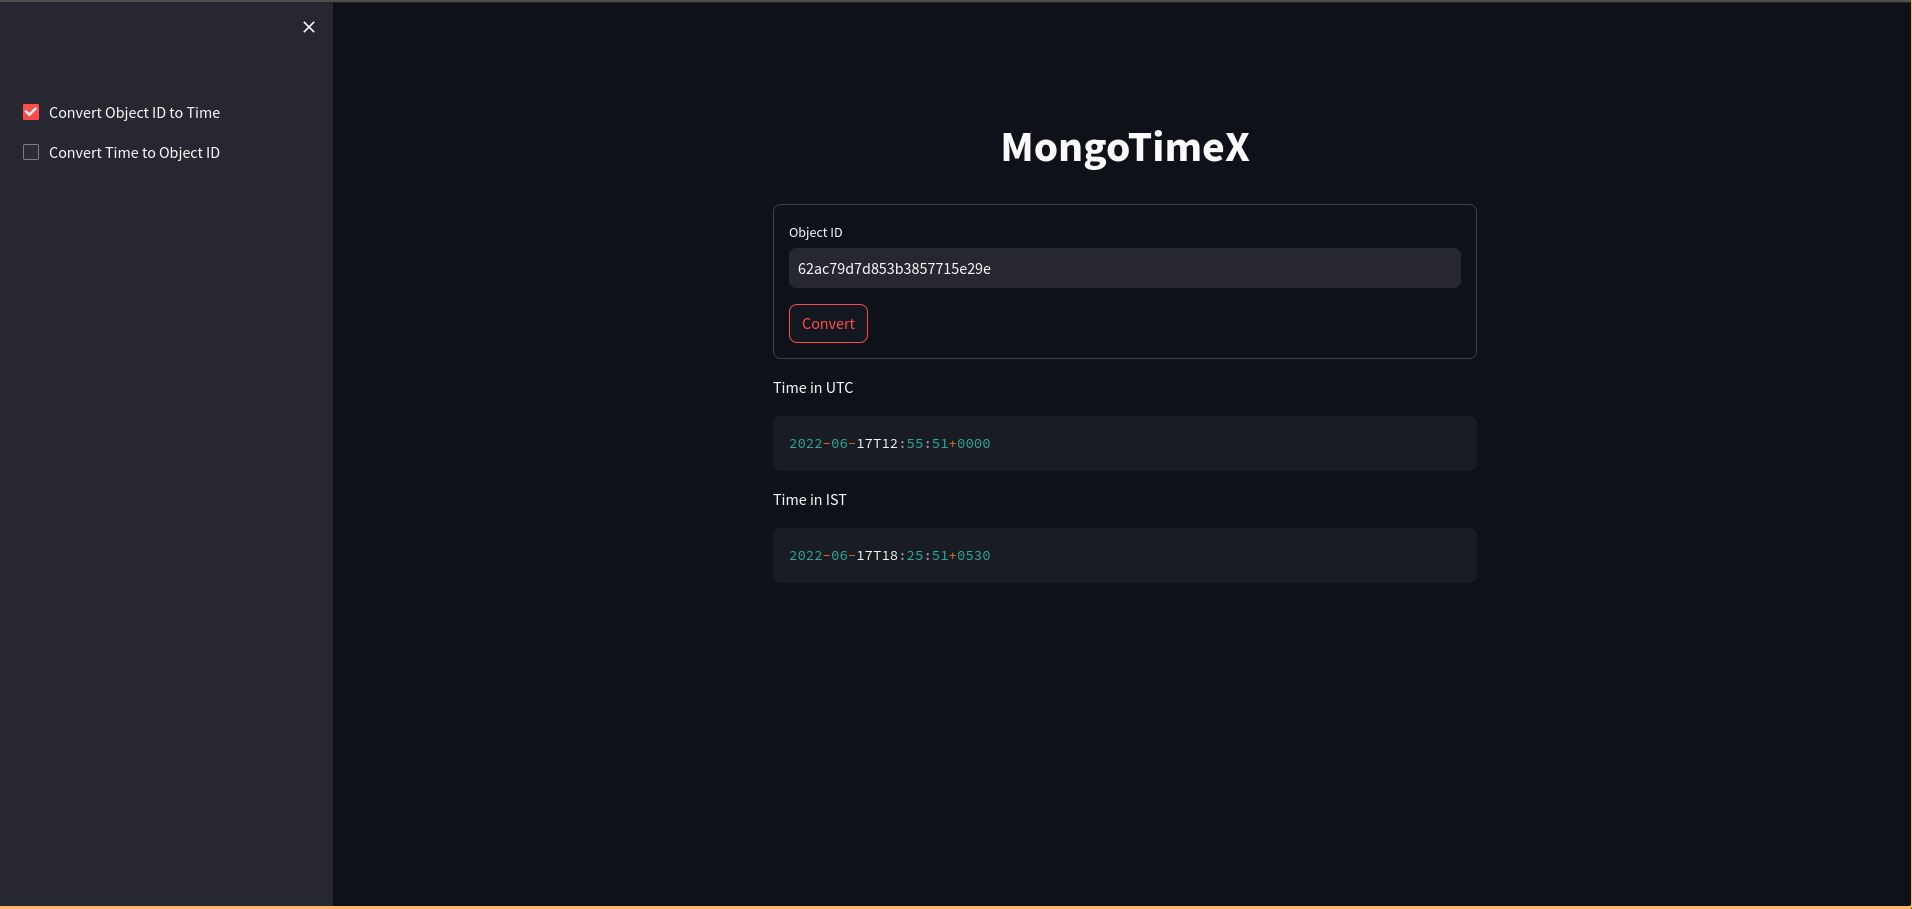 Convert Object ID to Time
Convert Time to Object ID
MongoTimeX
Object ID
62ac79d7d853b3857715e29e
Convert
Time in UTC
2022-06-17T12:55:51+0000
Time in IST
2022-06-17T18:25:51+0530